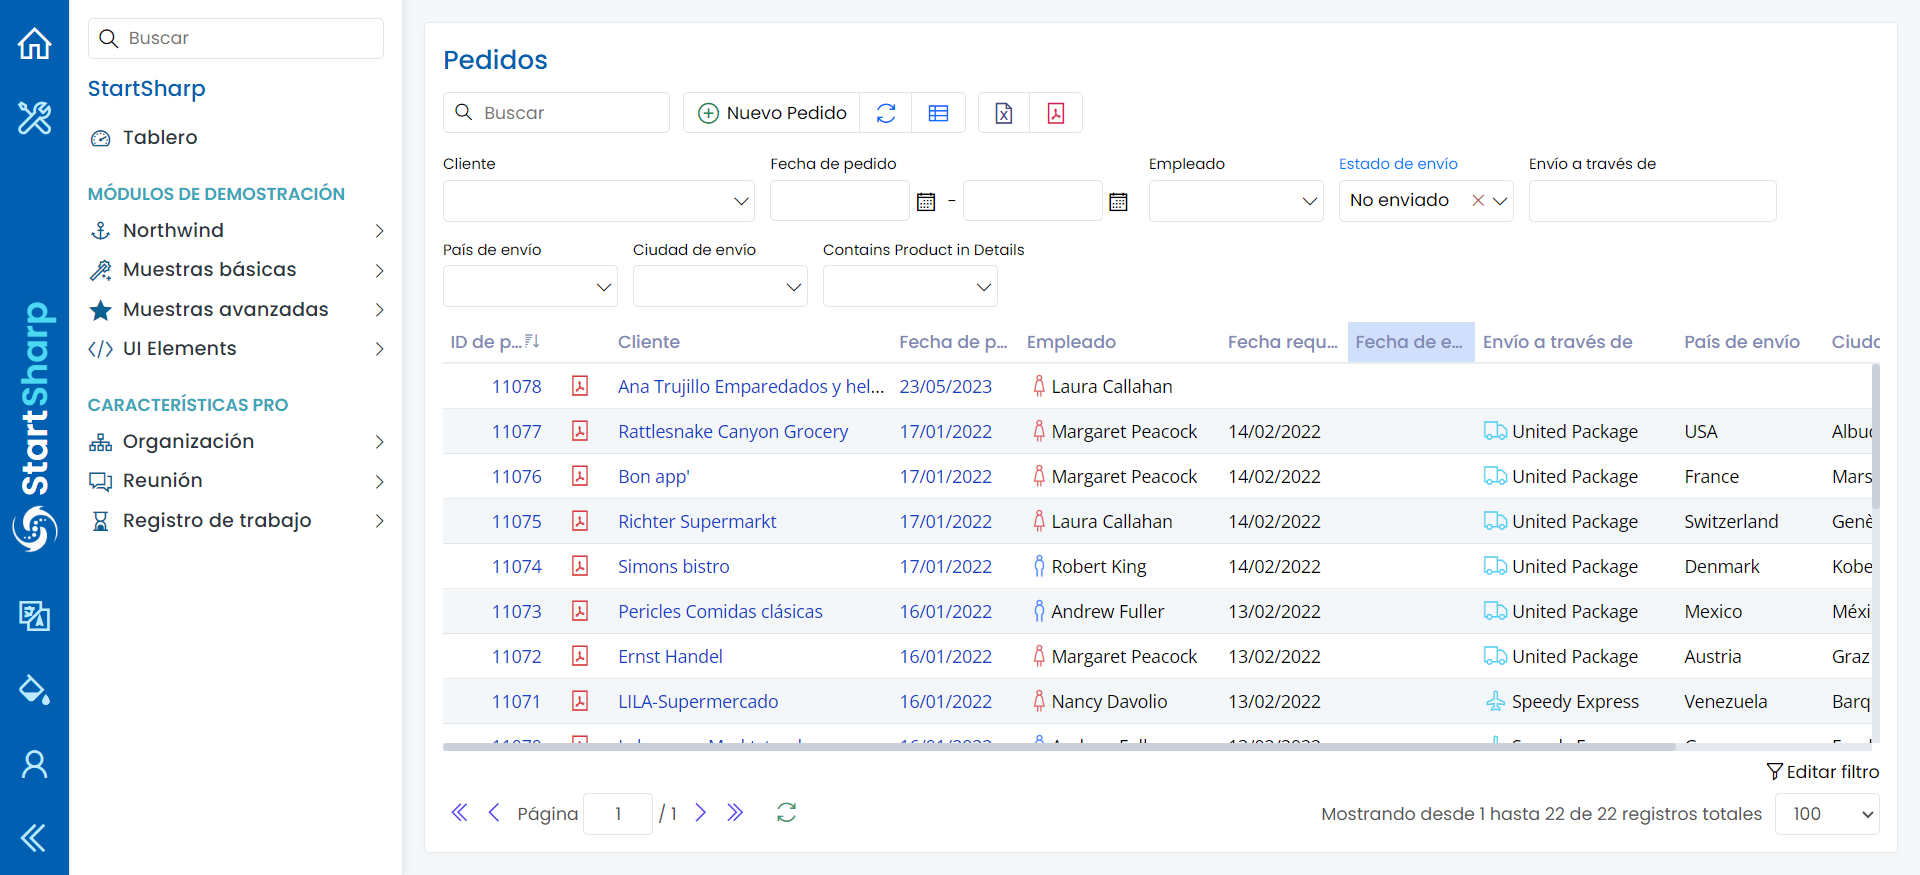 StartSharp
Buscar
StartSharp
Tablero
MÓDULOS DE DEMOSTRACIÓN
Northwind
Muestras básicas
Muestras avanzadas
UI Elements
CARACTERÍSTICAS PRO
Organización
Reunión
Registro de trabajo
Pedidos
Buscar
Nuevo Pedido
Cliente Fecha de pedido Empleado Estado de envío Envío a través de
- No enviado
País de envío Ciudad de envío Contains Product in Details
ID de p... Cliente Fecha de p... Empleado Fecha requ... Fecha de e... Envío a través de País de envío Ciudc
11078 Ana Trujillo Emparedados y hel... 23/05/2023 Laura Callahan
11077 Rattlesnake Canyon Grocery 17/01/2022 Margaret Peacock 14/02/2022 United Package USA Albuc
11076 Bon app' 17/01/2022 Margaret Peacock 14/02/2022 United Package France Mars
11075 Richter Supermarkt 17/01/2022 Laura Callahan 14/02/2022 United Package Switzerland Genè
11074 Simons bistro 17/01/2022 Robert King 14/02/2022 United Package Denmark Kobe
11073 Pericles Comidas clásicas 16/01/2022 Andrew Fuller 13/02/2022 United Package Mexico Méxi
11072 Ernst Handel 16/01/2022 Margaret Peacock 13/02/2022 United Package Austria Graz
11071 LILA-Supermercado 16/01/2022 Nancy Davolio 13/02/2022 Speedy Express Venezuela Barq
Editar filtro
Página 1 / 1 Mostrando desde 1 hasta 22 de 22 registros totales 100